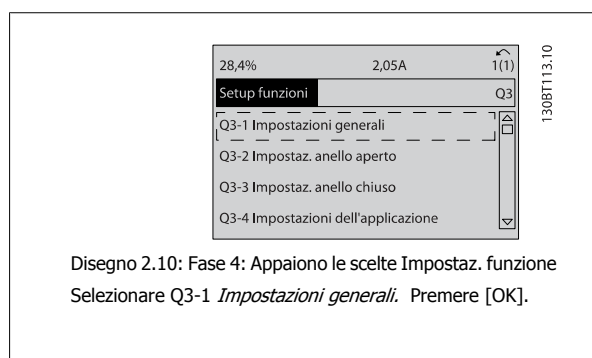 28,4% 2,05A 1(1)
Setup funzioni Q3
Q3-1 Impostazioni generali
Q3-2 Impostaz. anello aperto
Q3-3 Impostaz. anello chiuso
Q3-4 Impostazioni dell'applicazione
130BT113.10
Disegno 2.10: Fase 4: Appaiono le scelte Impostaz. funzione
Selezionare Q3-1 Impostazioni generali. Premere [OK].